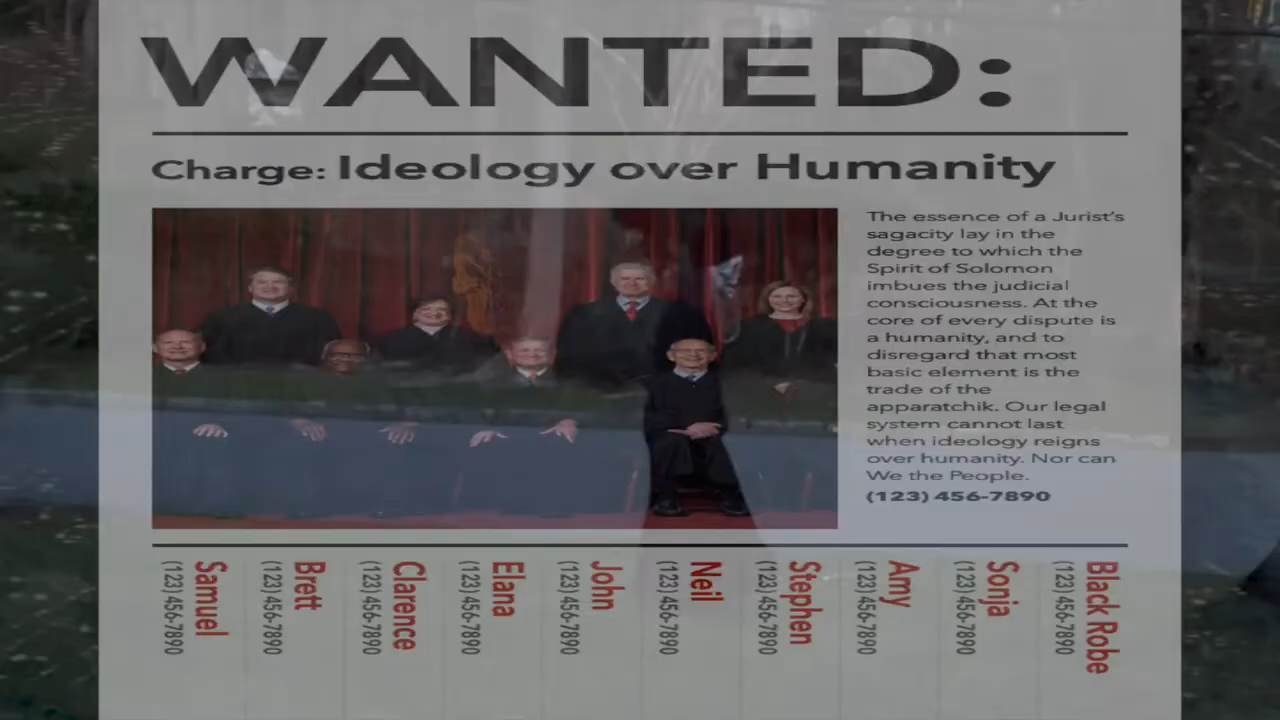 WANTED:
Charge: Ideology over Humanity
The essence of a Jurist's
sagacity lay in the
degree to which the
Spirit of Solomon
imbues the judicial
consciousness. At the
core of every dispute is
a humanity, and to
disregard that most
basic element is the
trade of the
apparatchik. Our legal
system cannot last
when ideology reigns
over humanity. Nor can
We the People.
(123) 456-7890
Samuel
(123) 456-7890
Brett
(123) 456-7890
Clarence
(123) 456-7890
Elana
(123) 456-7890
John
(123) 456-7890
Neil
(123) 456-7890
Stephen
(123) 456-7890
Amy
(123) 456-7890
Sonja
(123) 456-7890
Black Robe
(123) 456-7890